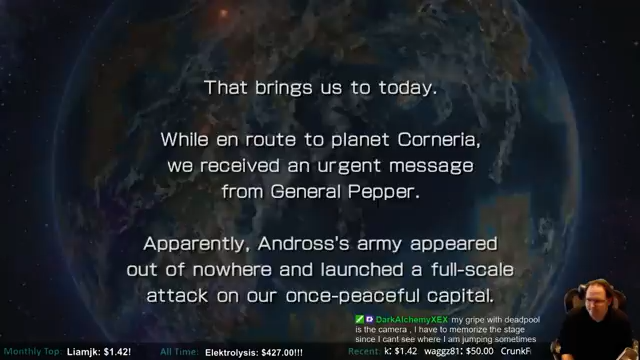 That brings us to today.
While en route to planet Corneria,
we received an urgent message
from General Pepper.
Apparently, Andross's army appeared
out of nowhere and launched a full-scale
attack on our once-peaceful capital.
DarkAlchemyXEX my gripe with deadpool
is the camera , I have to memorize the stage
since I cant see where I am jumping sometimes
Monthly Top: Liamjk: $1.42! All Time: Elektrolysis: $427.00!!! Recent: k: $1.42 waggz81: $50.00 CrunkF